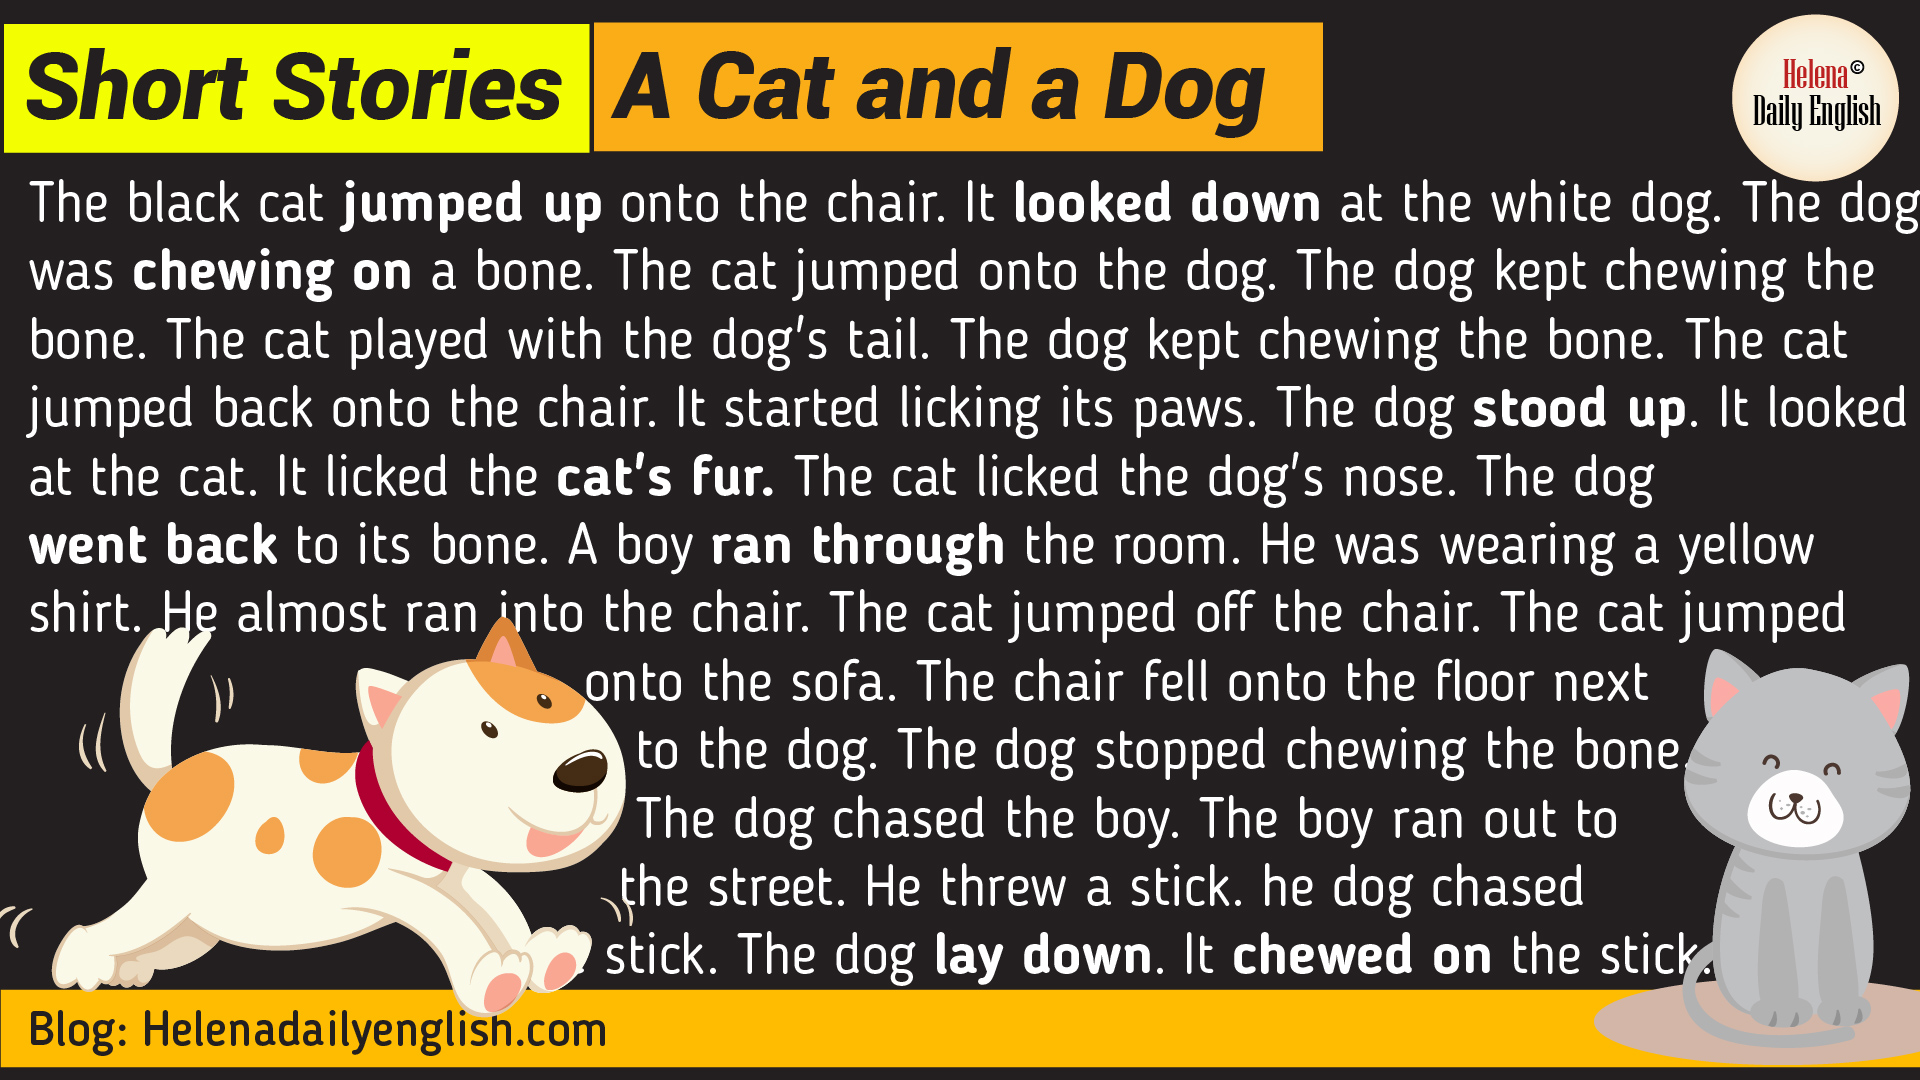 Short Stories A Cat and a Dog
Helena©
Daily English
The black cat jumped up onto the chair. It looked down at the white dog. The dog
was chewing on a bone. The cat jumped onto the dog. The dog kept chewing the
bone. The cat played with the dog's tail. The dog kept chewing the bone. The cat
jumped back onto the chair. It started licking its paws. The dog stood up. It looked
at the cat. It licked the cat's fur. The cat licked the dog's nose. The dog
went back to its bone. A boy ran through the room. He was wearing a yellow
shirt. He almost ran into the chair. The cat jumped off the chair. The cat jumped
onto the sofa. The chair fell onto the floor next
to the dog. The dog stopped chewing the bone.
The dog chased the boy. The boy ran out to
the street. He threw a stick. he dog chased
stick. The dog lay down. It chewed on the stick.
Blog: Helenadailyenglish.com